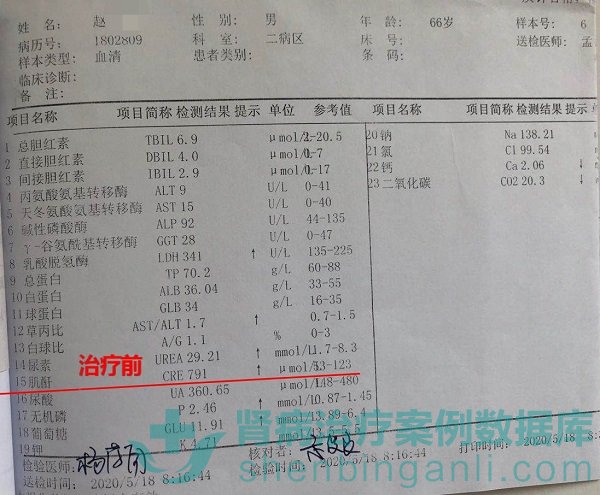 姓 名: 赵 性 别: 男 年 龄: 66岁 样本号: 6
病历号: 1802809 科 室: 二病区 床 号: 送检医师: 孟
样本类型: 血清 患者类别: 条 码:
临床诊断:
备 注:
项目名称 项目简称 检测结果 提示 单位 参考值 项目名称 项目简称 检测结果 提示
1 总胆红素 TBIL 6.9 μmol/L 2-20.5 20 钠 Na 138.21
2 直接胆红素 DBIL 4.0 μmol/L 0-7 21 氯 Cl 99.54
3 间接胆红素 IBIL 2.9 μmol/L 0-17 22 钙 Ca 2.06 ↓
4 丙氨酸氨基转移酶 ALT 9 U/L 0-41 23 二氧化碳 CO2 20.3 ↓
5 天冬氨酸氨基转移酶 AST 15 U/L 0-40
6 碱性磷酸酶 ALP 92 U/L 44-135
7 γ-谷氨酰基转移酶 GGT 28 U/L 0-47
8 乳酸脱氢酶 LDH 341 ↑ U/L 135-225
9 总蛋白 TP 70.2 g/L 60-88
10 白蛋白 ALB 36.04 g/L 33-55
11 球蛋白 GLB 34 g/L 16-35
12 草丙比 AST/ALT 1.7 ↑ 0.7-1.5
13 白球比 A/G 1.1 % 0-3
14 尿素 UREA 29.21 ↑ mmol/L 1.7-8.3
治疗前
15 肌酐 CRE 791 ↑ μmol/L 53-123
16 尿酸 UA 360.65 μmol/L 148-480
17 无机磷 P 2.46 ↑ mmol/L 0.87-1.45
18 葡萄糖 GLU 11.91 ↑ mmol/L 3.89-6.4
19 钾 K 4.71
检验医师: 核对者: 打印时间: 2020/5/18
送检时间: 2020/5/18 8:16:44 检验时间: 2020/5/18 8:16:44
肾病医疗案例数据库
shenbinganli.com